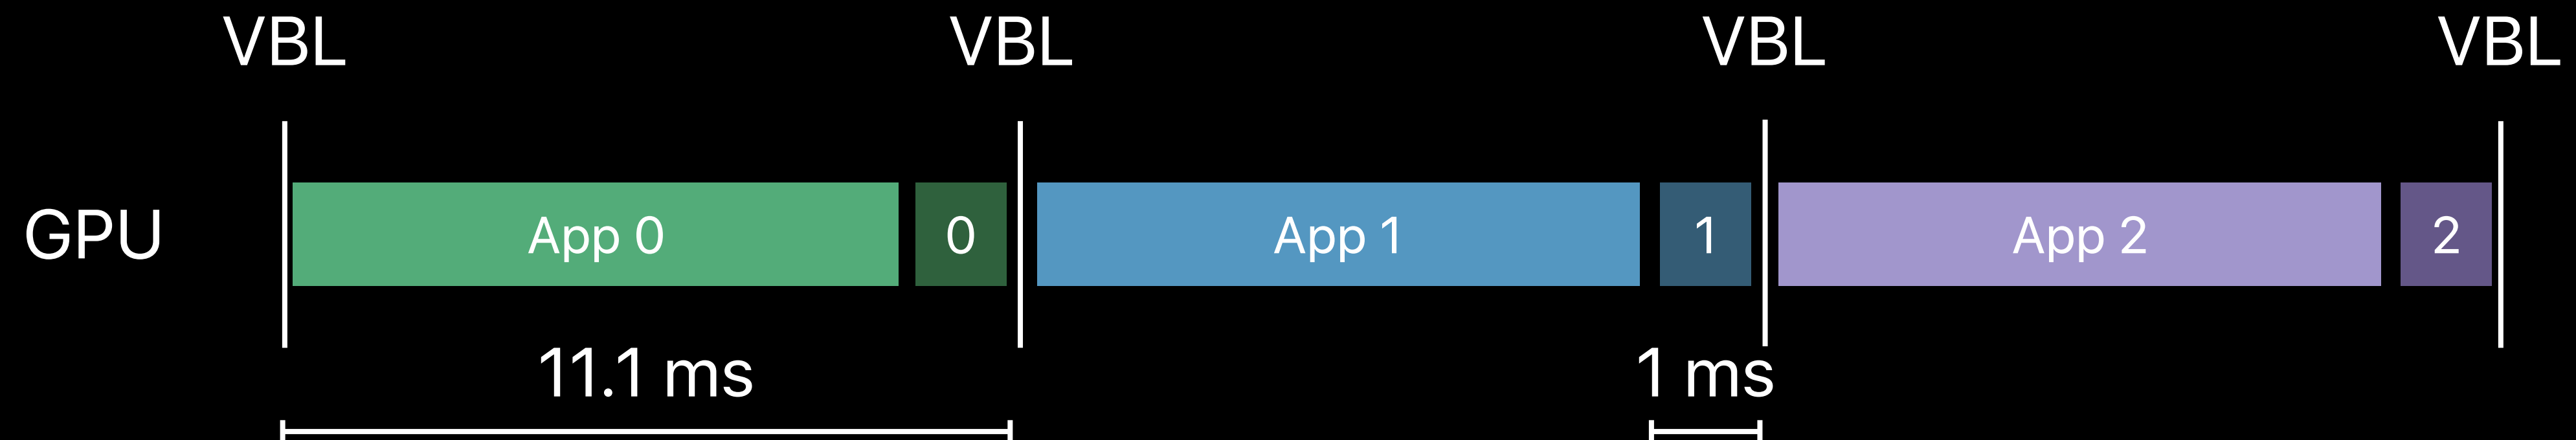 VBL VBL VBL VBL
GPU App 0 0 App 1 1 App 2 2
11.1 ms 1 ms